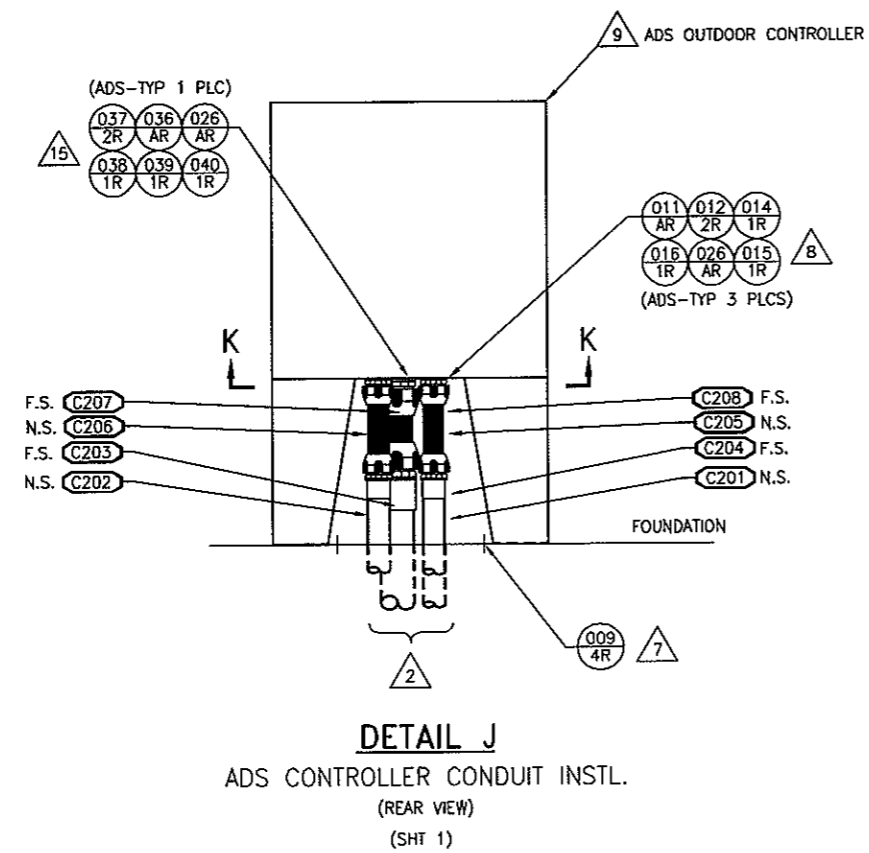 9 ADS OUTDOOR CONTROLLER
(ADS-TYP 1 PLC)
037 036 026
2R AR AR
15
038 039 040
1R 1R 1R
011 012 014
AR 2R 1R
016 026 015
1R AR 1R
8
(ADS-TYP 3 PLCS)
K K
F.S. C207
N.S. C206
F.S. C203
N.S. C202
C208 F.S.
C205 N.S.
C204 F.S.
C201 N.S.
FOUNDATION
009
4R
7
2
DETAIL J
ADS CONTROLLER CONDUIT INSTL.
(REAR VIEW)
(SHT 1)